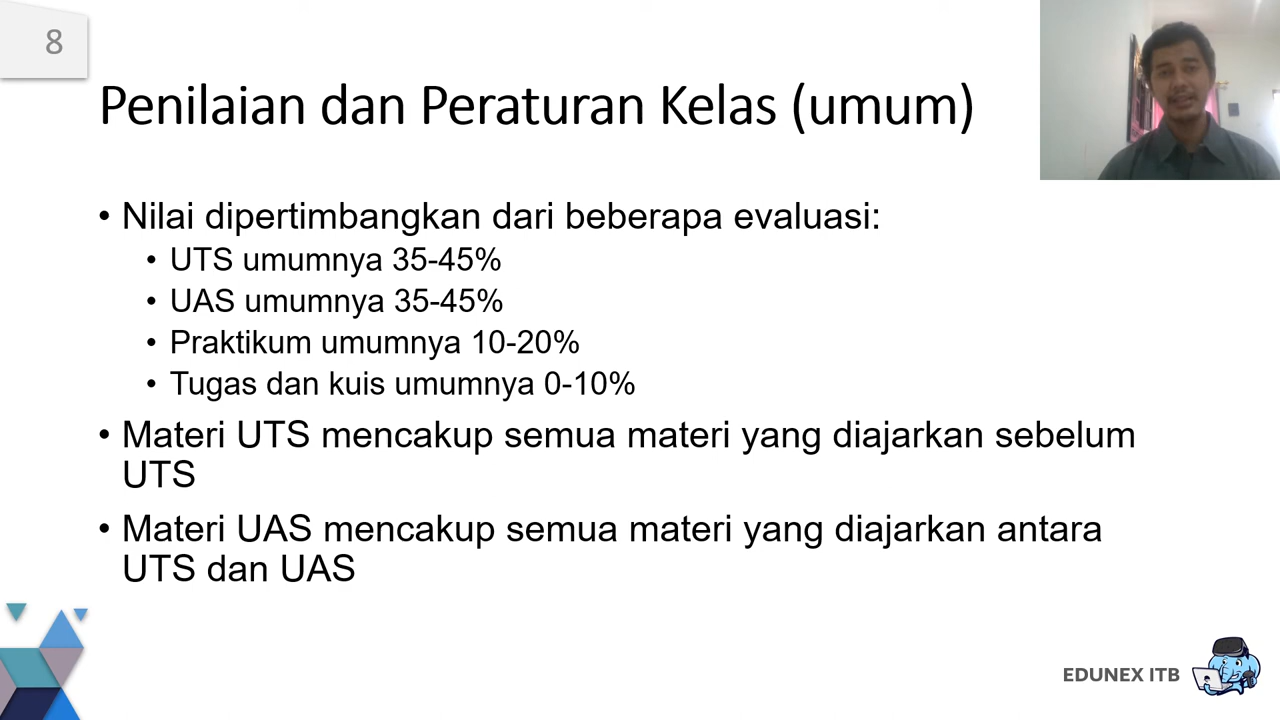 8
Penilaian dan Peraturan Kelas (umum)
• Nilai dipertimbangkan dari beberapa evaluasi:
• UTS umumnya 35-45%
• UAS umumnya 35-45%
• Praktikum umumnya 10-20%
• Tugas dan kuis umumnya 0-10%
• Materi UTS mencakup semua materi yang diajarkan sebelum
UTS
• Materi UAS mencakup semua materi yang diajarkan antara
UTS dan UAS
EDUNEX ITB